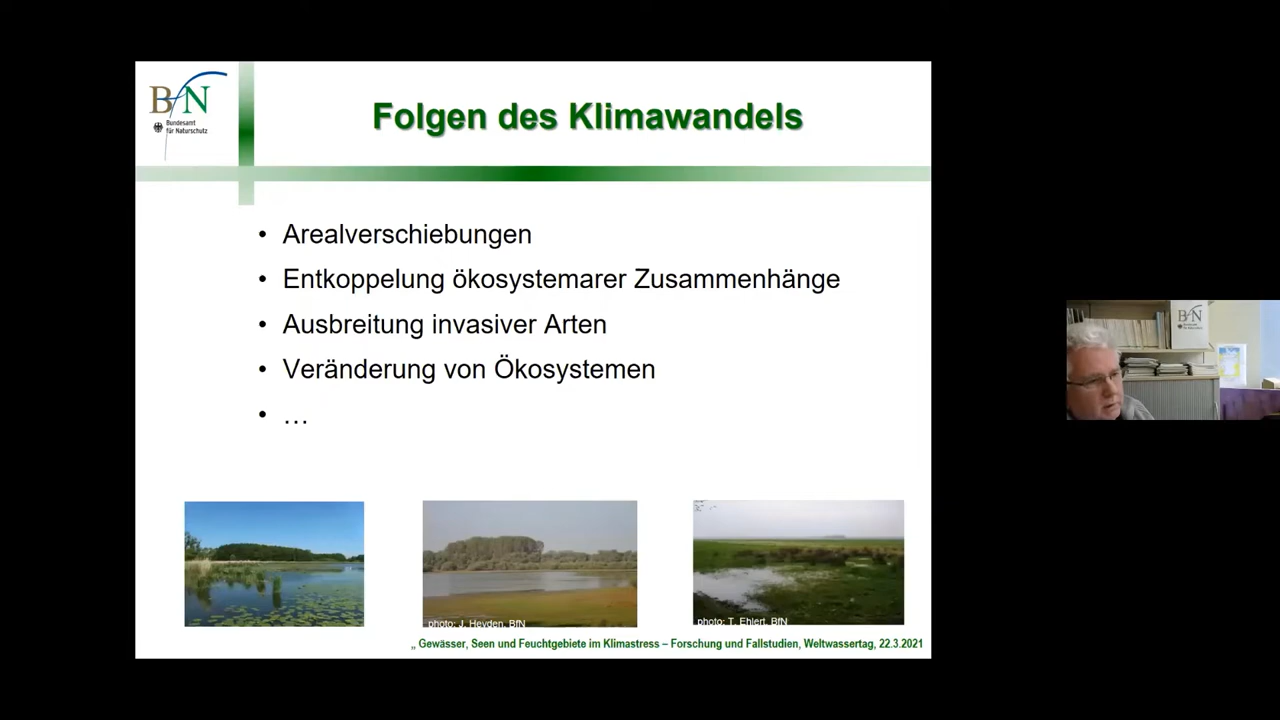 BfN
Bundesamt
für Naturschutz
Folgen des Klimawandels
• Arealverschiebungen
• Entkoppelung ökosystemarer Zusammenhänge
• Ausbreitung invasiver Arten
• Veränderung von Ökosystemen
• …
photo: J. Heyden, BfN
photo: T. Ehlert, BfN
„ Gewässer, Seen und Feuchtgebiete im Klimastress – Forschung und Fallstudien, Weltwassertag, 22.3.2021
BfN